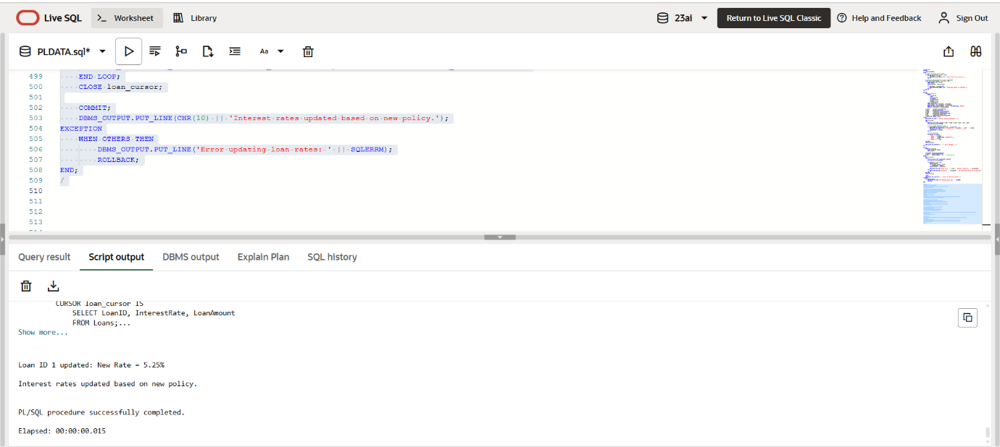 Live SQL
Worksheet
Library
23ai
Return to Live SQL Classic
Help and Feedback
Sign Out
PLDATA.sql*
Aa
499 END LOOP;
500 CLOSE loan_cursor;
501
502 COMMIT;
503 DBMS_OUTPUT.PUT_LINE(CHR(10) || 'Interest rates updated based on new policy.');
504 EXCEPTION
505 WHEN OTHERS THEN
506 DBMS_OUTPUT.PUT_LINE('Error updating loan rates: ' || SQLERRM);
507 ROLLBACK;
508 END;
509 /
510
511
512
513
Query result
Script output
DBMS output
Explain Plan
SQL history
CURSOR loan_cursor IS
SELECT LoanID, InterestRate, LoanAmount
FROM Loans;...
Show more...
Loan ID 1 updated: New Rate = 5.25%
Interest rates updated based on new policy.
PL/SQL procedure successfully completed.
Elapsed: 00:00:00.015